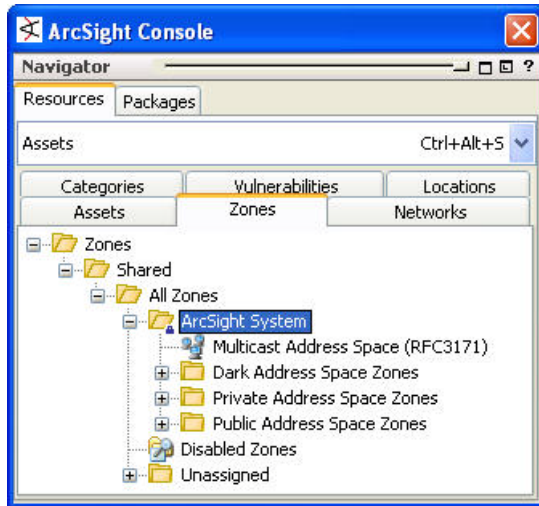 ArcSight Console
Navigator ?
Resources Packages
Assets Ctrl+Alt+S
Categories Vulnerabilities Locations
Assets Zones Networks
Zones
Shared
All Zones
ArcSight System
Multicast Address Space (RFC3171)
Dark Address Space Zones
Private Address Space Zones
Public Address Space Zones
Disabled Zones
Unassigned